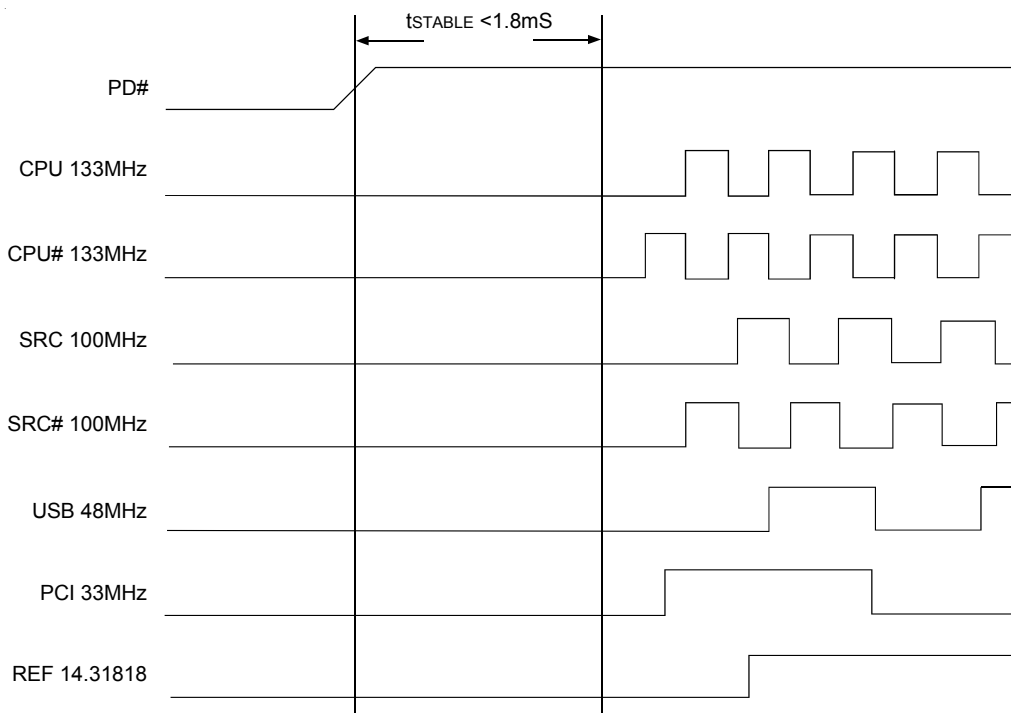 tSTABLE <1.8mS
PD#
CPU 133MHz
CPU# 133MHz
SRC 100MHz
SRC# 100MHz
USB 48MHz
PCI 33MHz
REF 14.31818